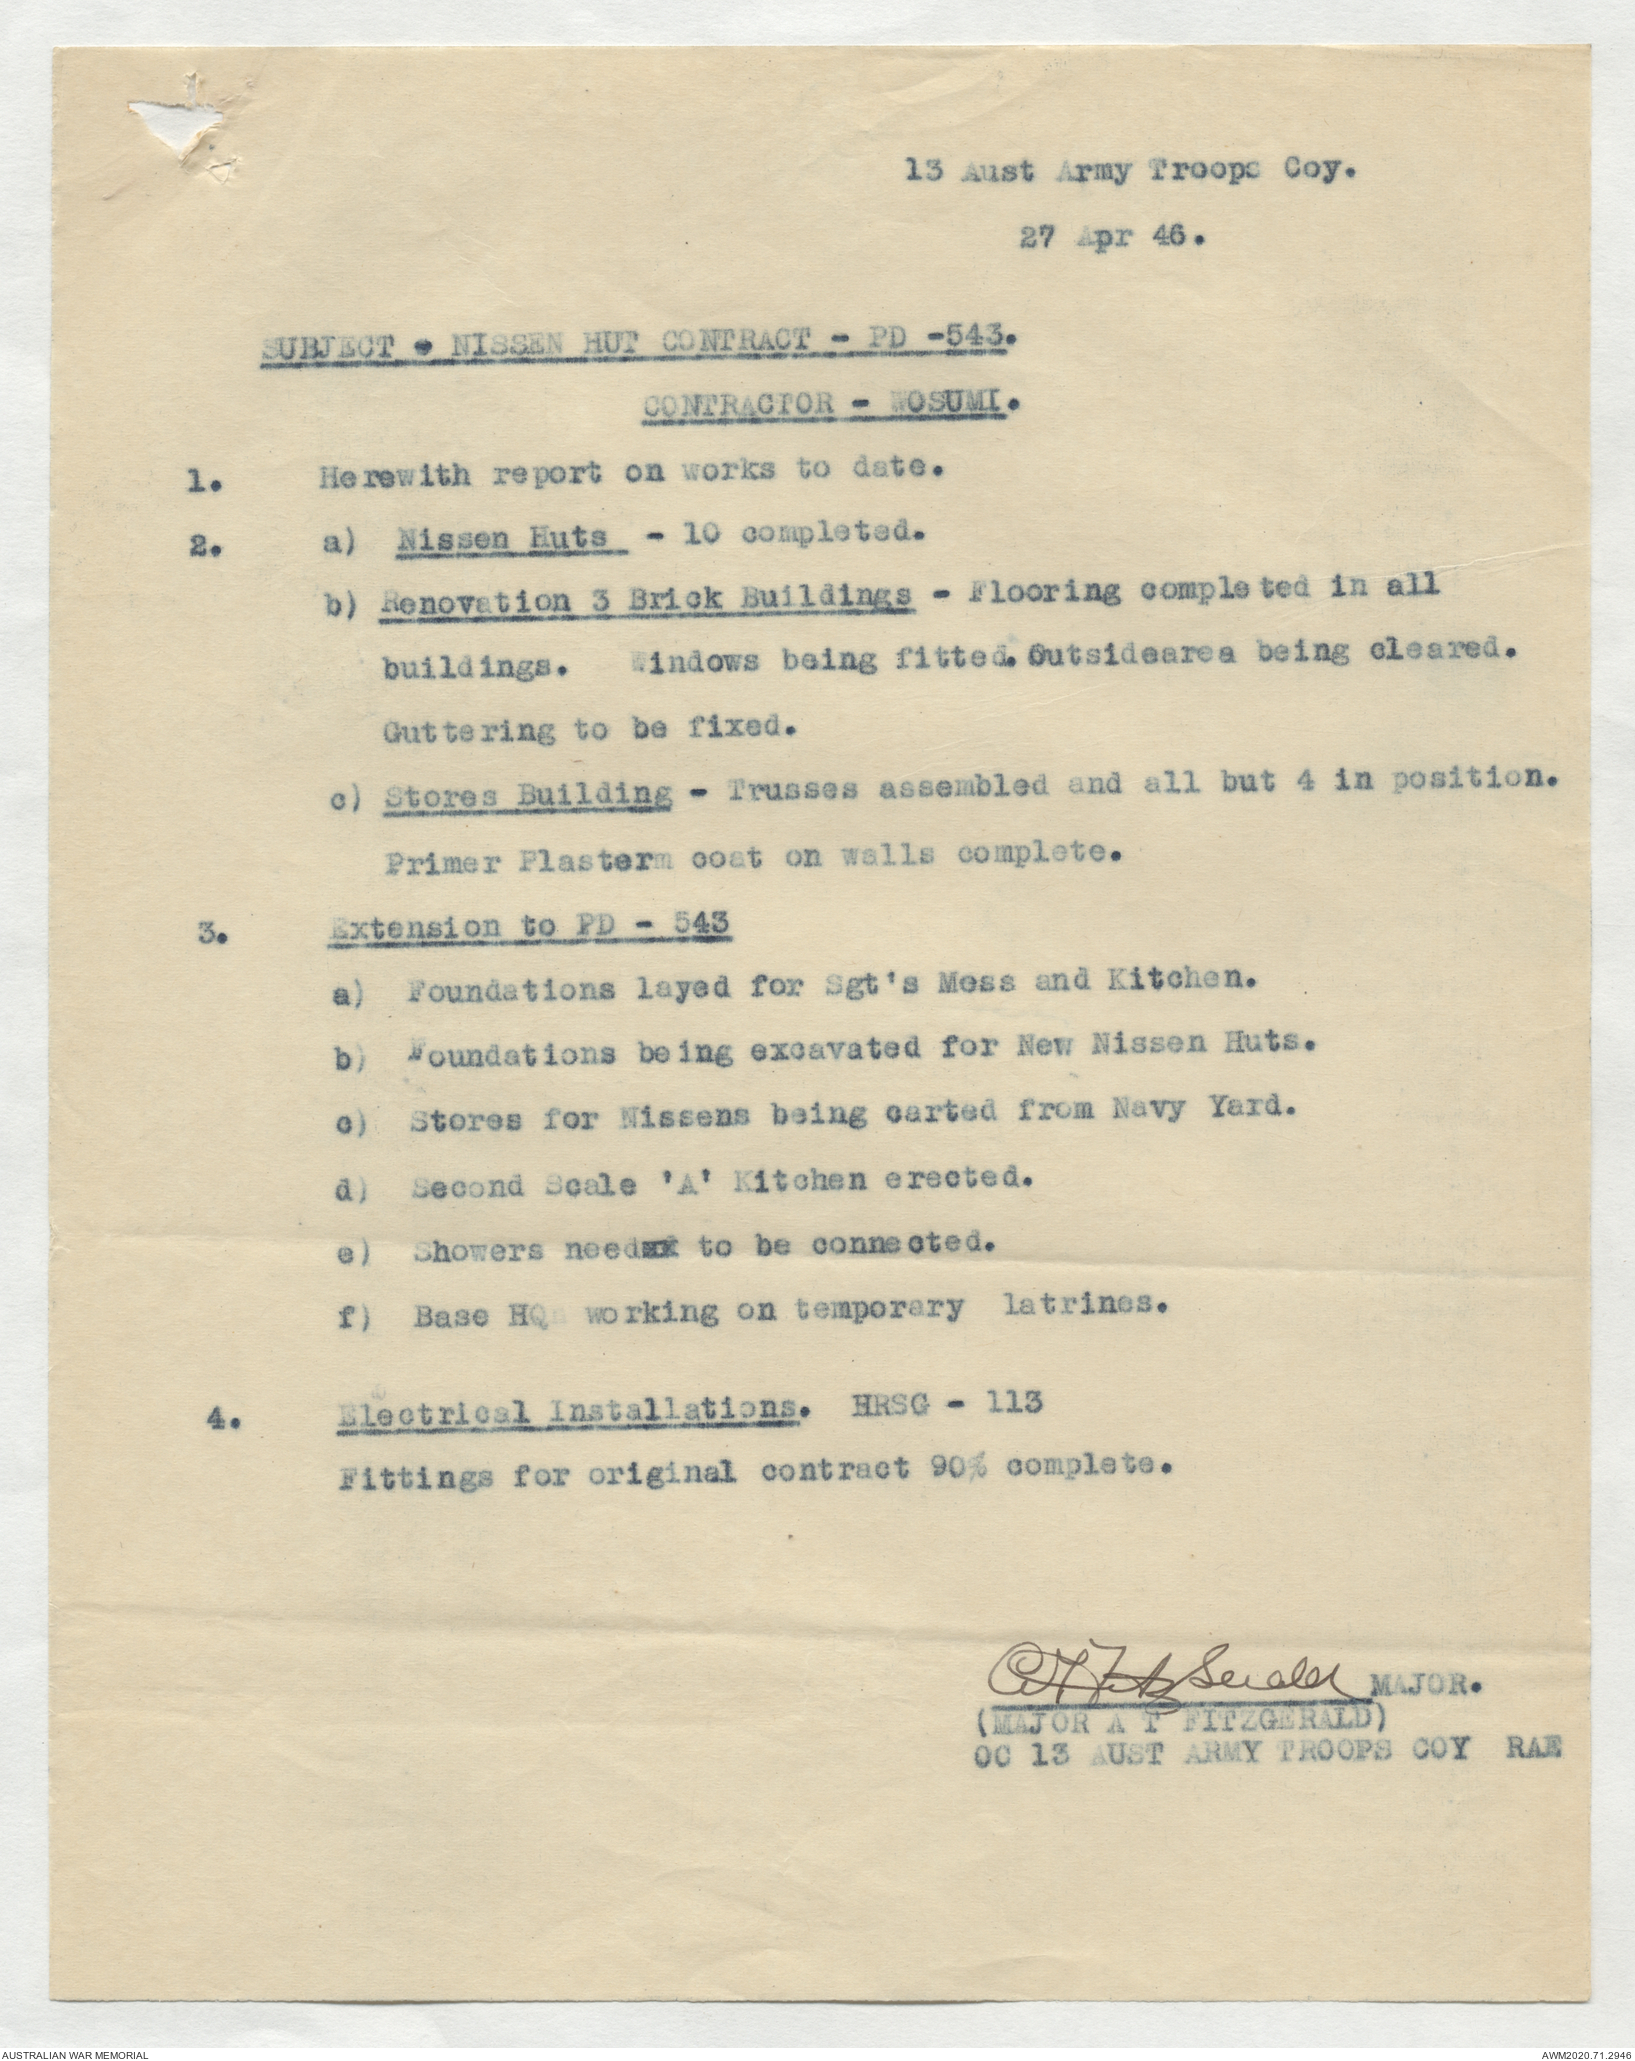 13 Aust Army Troops Coy.
27 Apr 46.
SUBJECT - NISSEN HUT CONTRACT - PD -543.
CONTRACTOR - WOSUMI.
1. Herewith report on works to date.
2. a) Nissen Huts - 10 completed.
b) Renovation 3 Brick Buildings - Flooring completed in all
buildings. Windows being fitted. Outsidearea being cleared.
Guttering to be fixed.
c) Stores Building - Trusses assembled and all but 4 in position.
Primer Plasterm coat on walls complete.
3. Extension to PD - 543
a) Foundations layed for Sgt's Mess and Kitchen.
b) Foundations being excavated for New Nissen Huts.
c) Stores for Nissens being carted from Navy Yard.
d) Second Scale 'A' Kitchen erected.
e) Showers need to be connected.
f) Base HQ working on temporary latrines.
4. Electrical Installations. HRSG - 113
Fittings for original contract 90% complete.
A T FitzGerald MAJOR.
(MAJOR A T FITZGERALD)
OC 13 AUST ARMY TROOPS COY RAE
AUSTRALIAN WAR MEMORIAL
AWM2020.71.2946